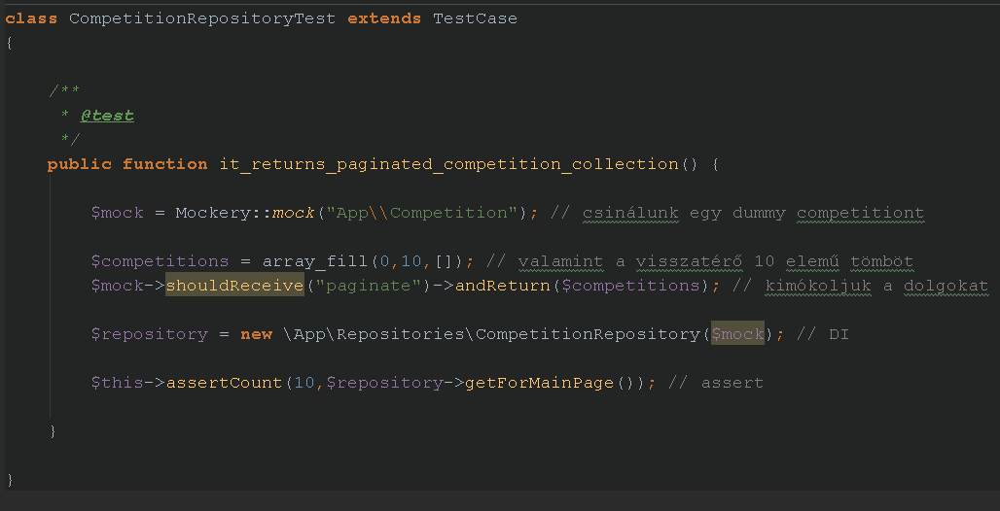 class CompetitionRepositoryTest extends TestCase
{
/**
* @test
*/
public function it_returns_paginated_competition_collection() {
$mock = Mockery::mock("App\\Competition"); // csinálunk egy dummy competitiont
$competitions = array_fill(0,10,[]); // valamint a visszatérő 10 elemű tömböt
$mock->shouldReceive("paginate")->andReturn($competitions); // kimókoljuk a dolgokat
$repository = new \App\Repositories\CompetitionRepository($mock); // DI
$this->assertCount(10,$repository->getForMainPage()); // assert
}
}